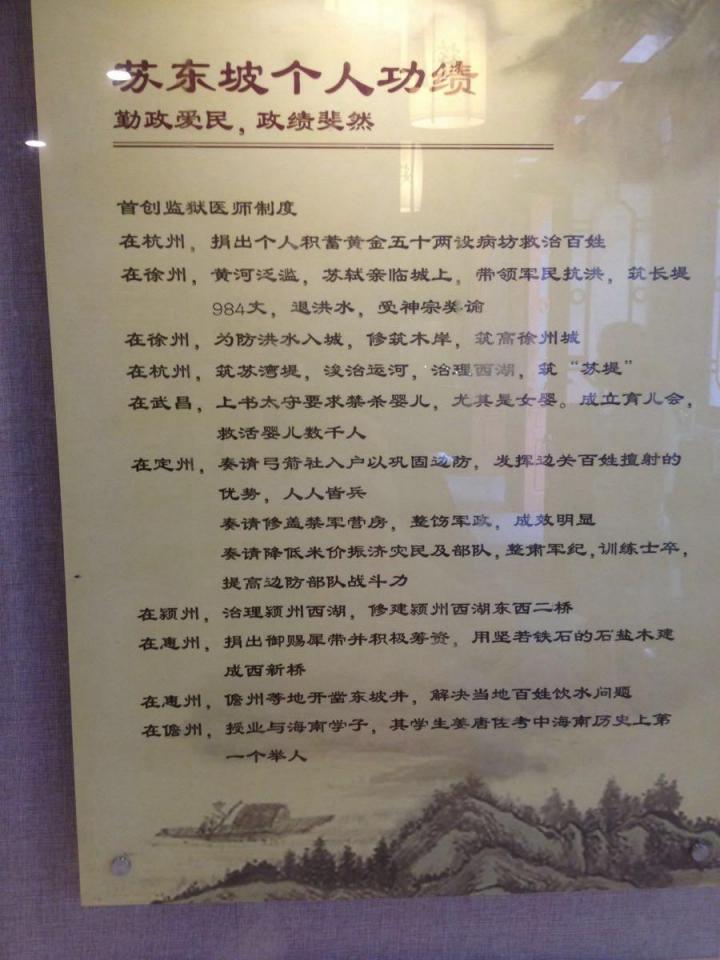 苏东坡个人功绩
勤政爱民，政绩斐然
首创监狱医师制度
在杭州，捐出个人积蓄黄金五十两设病坊救治百姓
在徐州，黄河泛滥，苏轼亲临城上，带领军民抗洪，筑长堤
984丈，退洪水，受神宗奖谕
在徐州，为防洪水入城，修筑木岸，筑高徐州城
在杭州，筑苏湾堤，浚治运河，治理西湖，筑“苏堤”
在武昌，上书太守要求禁杀婴儿，尤其是女婴。成立育儿会，
救活婴儿数千人
在定州，奏请弓箭社入户以巩固边防，发挥边关百姓擅射的
优势，人人皆兵
奏请修盖禁军营房，整饬军政，成效明显
奏请降低米价振济灾民及部队，整肃军纪，训练士卒，
提高边防部队战斗力
在颍州，治理颍州西湖，修建颍州西湖东西二桥
在惠州，捐出御赐犀带并积极筹资，用坚若铁石的石盐木建
成西新桥
在惠州，儋州等地开凿东坡井，解决当地百姓饮水问题
在儋州，授业与海南学子，其学生姜唐佐考中海南历史上第
一个举人